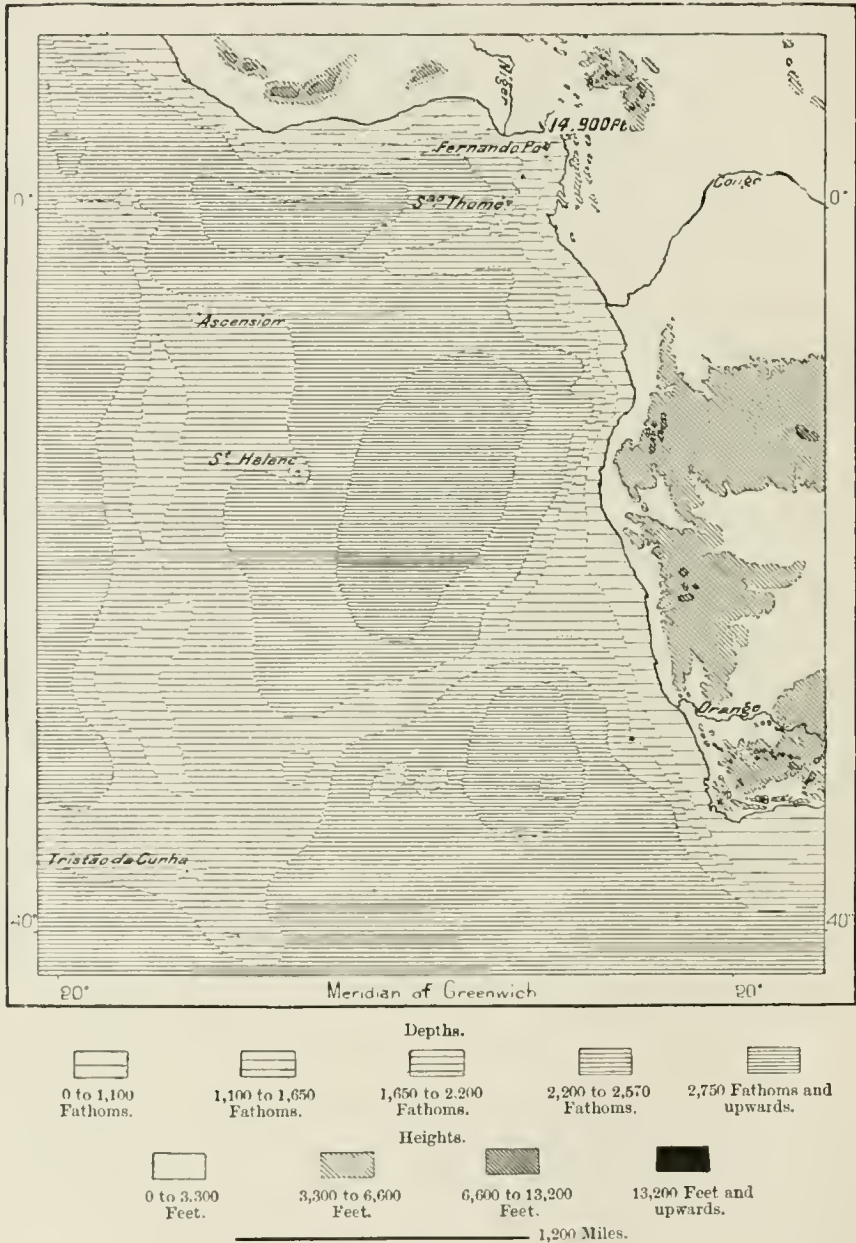 Niger
14.900Ft.
Fernando Po
Congo
0°
0°
Sao Thome
Ascension
St. Helena
Orange
Tristão da Cunha
40°
40°
20°
Meridian of Greenwich
20°
Depths.
0 to 1,100 Fathoms.
1,100 to 1,650 Fathoms.
1,650 to 2.200 Fathoms.
2,200 to 2,570 Fathoms.
2,750 Fathoms and upwards.
Heights.
0 to 3.300 Feet.
3,300 to 6,600 Feet.
6,600 to 13,200 Feet.
13,200 Feet and upwards.
1,200 Miles.